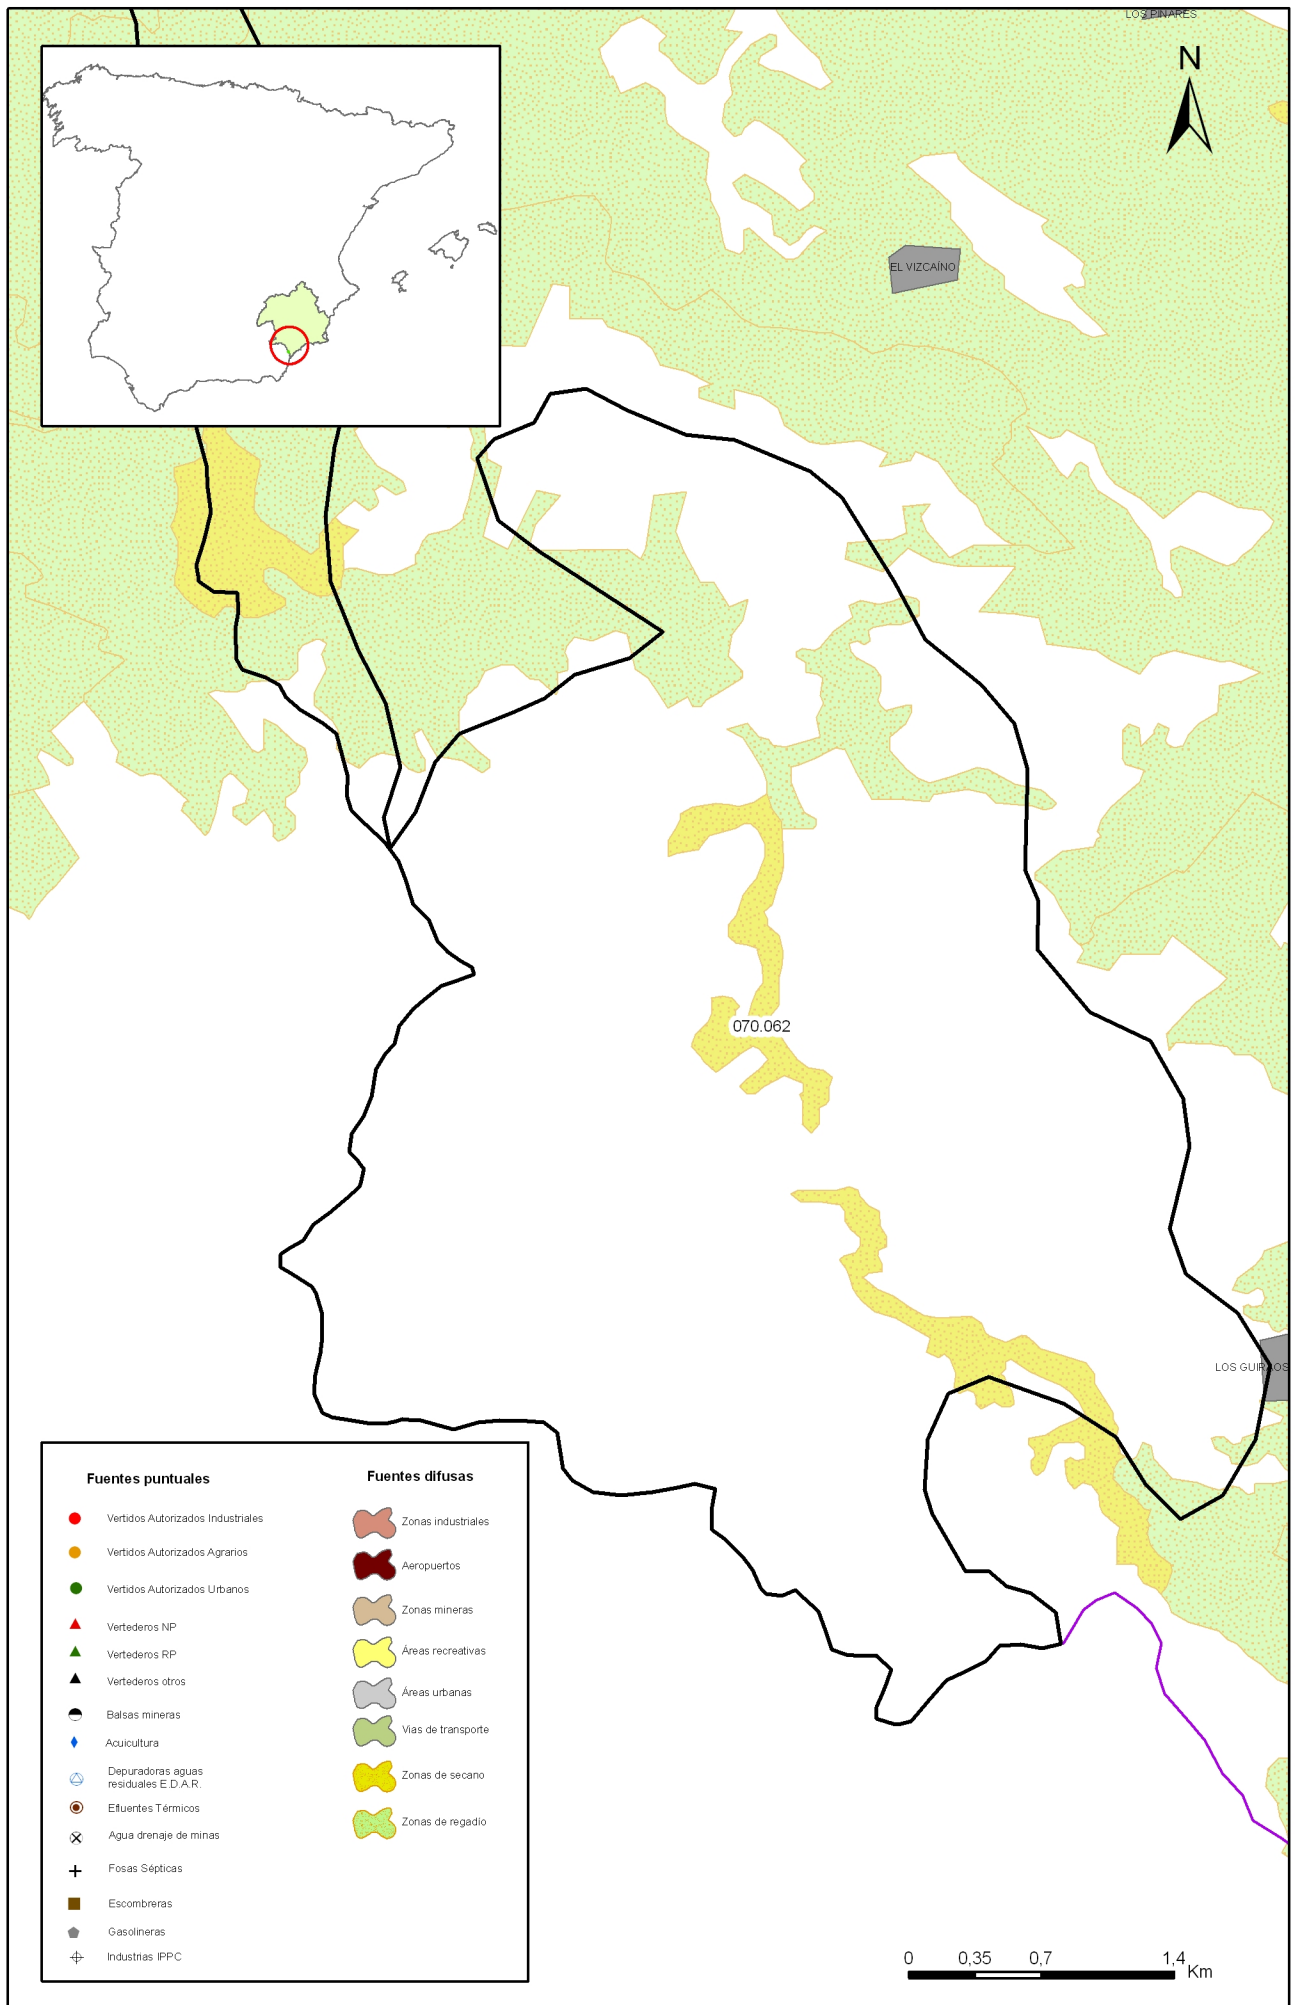 LOS PINARES
N
EL VIZCAÍNO
070.062
LOS GUIRAOS
Fuentes puntuales
Vertidos Autorizados Industriales
Vertidos Autorizados Agrarios
Vertidos Autorizados Urbanos
Vertederos NP
Vertederos RP
Vertederos otros
Balsas mineras
Acuicultura
Depuradoras aguas
residuales E.D.A.R.
Efluentes Térmicos
Agua drenaje de minas
Fosas Sépticas
Escombreras
Gasolineras
Industrias IPPC
Fuentes difusas
Zonas industriales
Aeropuertos
Zonas mineras
Áreas recreativas
Áreas urbanas
Vias de transporte
Zonas de secano
Zonas de regadío
0 0,35 0,7 1,4
Km